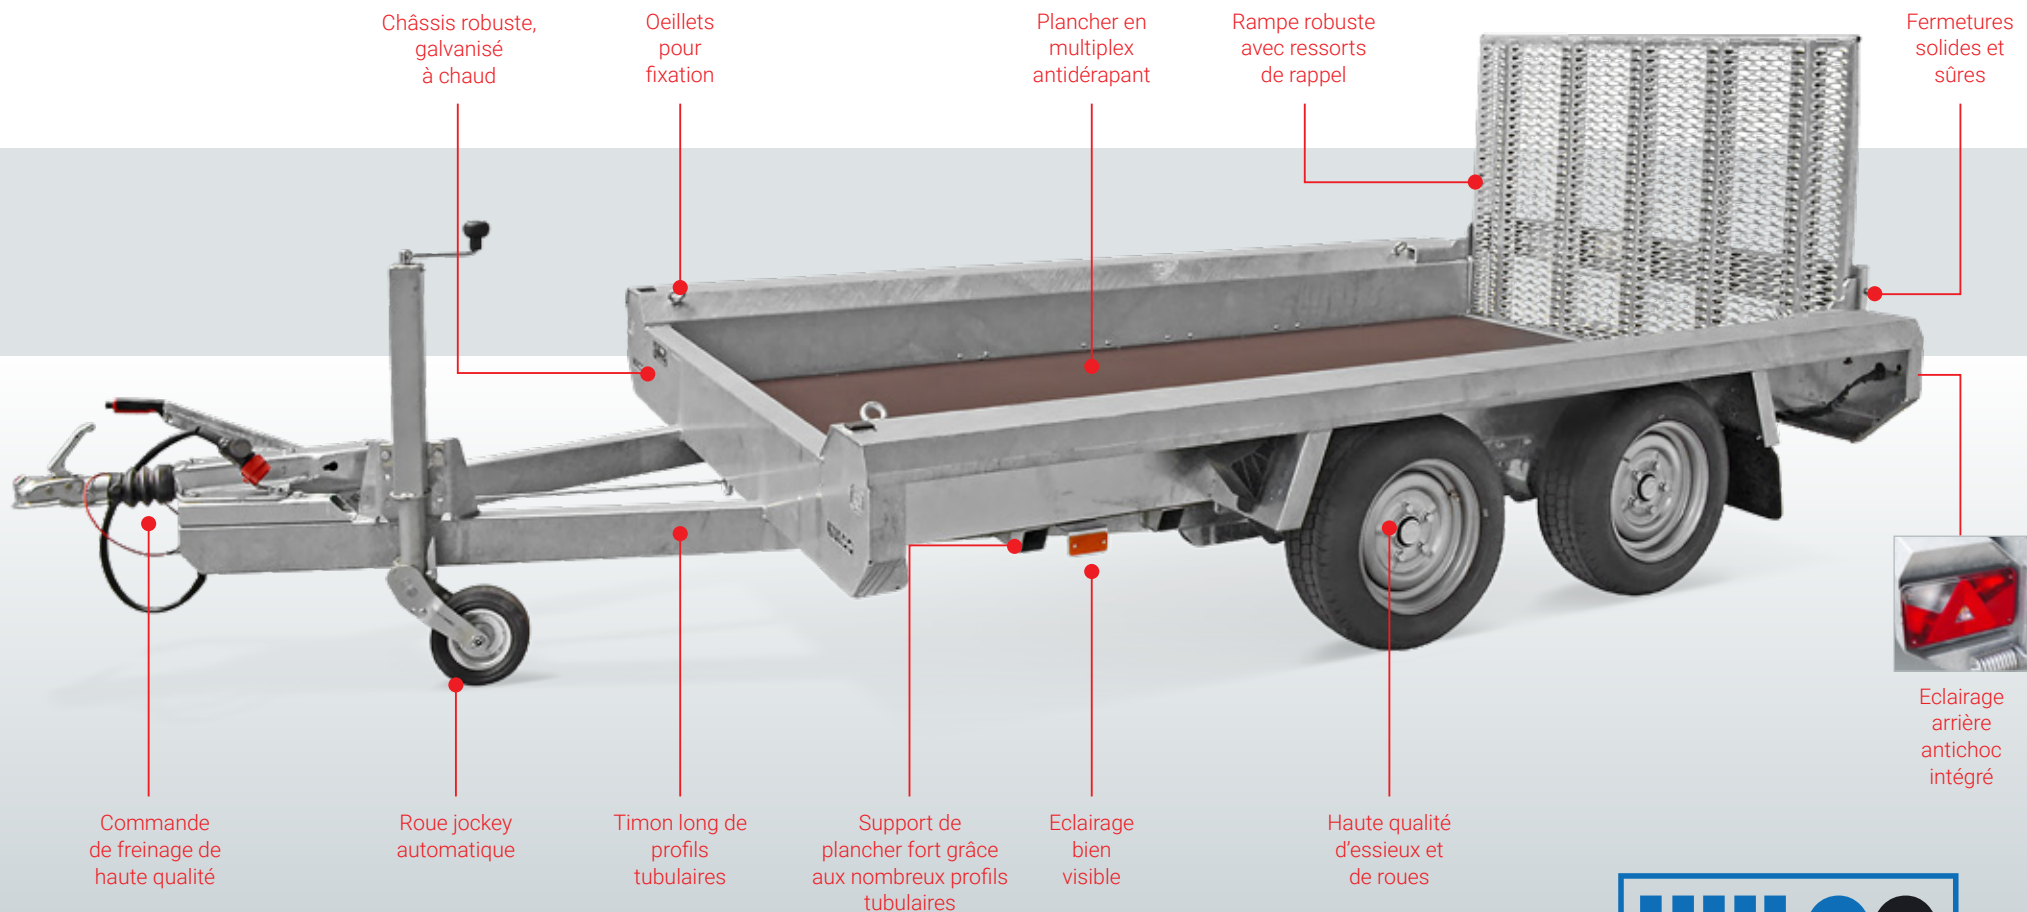 Châssis robuste,
galvanisé
à chaud
Oeillets
pour
fixation
Plancher en
multiplex
antidérapant
Rampe robuste
avec ressorts
de rappel
Fermetures
solides et
sûres
Eclairage
arrière
antichoc
intégré
Commande
de freinage de
haute qualité
Roue jockey
automatique
Timon long de
profils
tubulaires
Support de
plancher fort grâce
aux nombreux profils
tubulaires
Eclairage
bien
visible
Haute qualité
d'essieux et
de roues